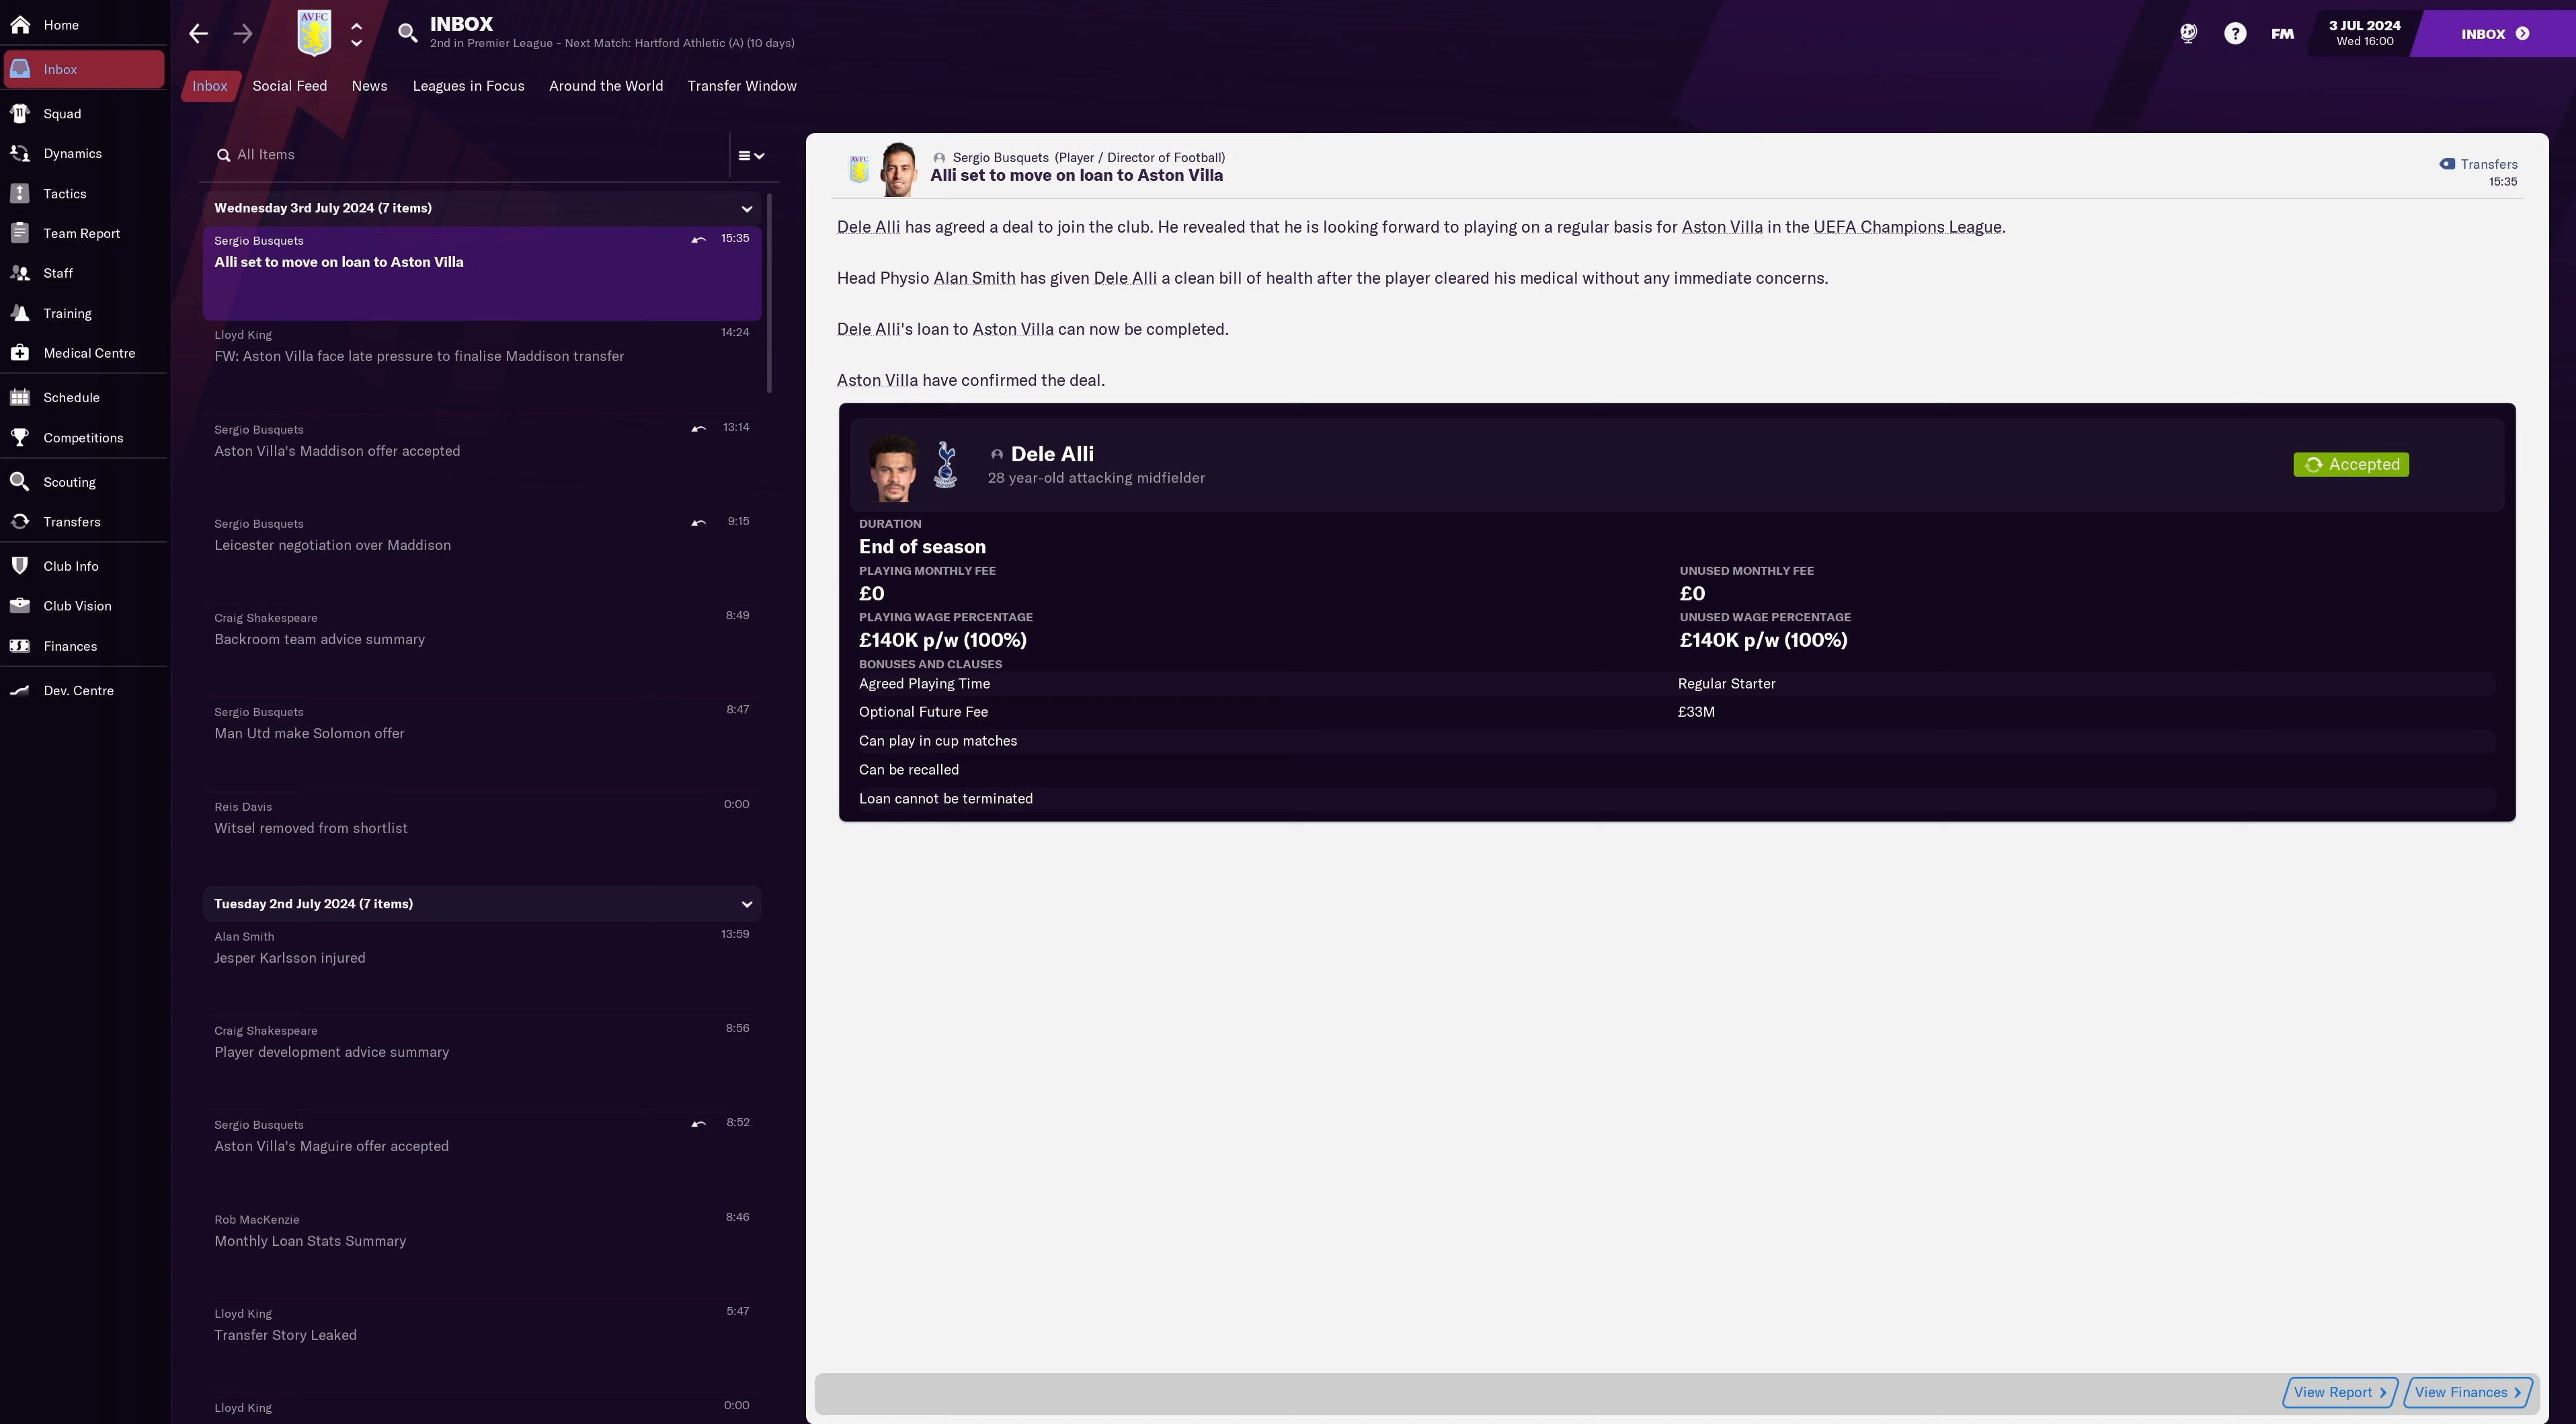 Home
Inbox
Squad
Dynamics
Tactics
Team Report
Staff
Training
Medical Centre
Schedule
Competitions
Scouting
Transfers
Club Info
Club Vision
Finances
Dev. Centre
AVFC
INBOX
2nd in Premier League - Next Match: Hartford Athletic (A) (10 days)
FM
3 JUL 2024
Wed 16:00
INBOX
Inbox Social Feed News Leagues in Focus Around the World Transfer Window
All Items
Wednesday 3rd July 2024 (7 items)
Sergio Busquets 15:35
Alli set to move on loan to Aston Villa
Lloyd King 14:24
FW: Aston Villa face late pressure to finalise Maddison transfer
Sergio Busquets 13:14
Aston Villa's Maddison offer accepted
Sergio Busquets 9:15
Leicester negotiation over Maddison
Craig Shakespeare 8:49
Backroom team advice summary
Sergio Busquets 8:47
Man Utd make Solomon offer
Reis Davis 0:00
Witsel removed from shortlist
Tuesday 2nd July 2024 (7 items)
Alan Smith 13:59
Jesper Karlsson injured
Craig Shakespeare 8:56
Player development advice summary
Sergio Busquets 8:52
Aston Villa's Maguire offer accepted
Rob MacKenzie 8:46
Monthly Loan Stats Summary
Lloyd King 5:47
Transfer Story Leaked
Lloyd King 0:00
AVFC
Sergio Busquets (Player / Director of Football)
Alli set to move on loan to Aston Villa
Transfers
15:35
Dele Alli has agreed a deal to join the club. He revealed that he is looking forward to playing on a regular basis for Aston Villa in the UEFA Champions League.
Head Physio Alan Smith has given Dele Alli a clean bill of health after the player cleared his medical without any immediate concerns.
Dele Alli's loan to Aston Villa can now be completed.
Aston Villa have confirmed the deal.
Dele Alli
28 year-old attacking midfielder
Accepted
DURATION
End of season
PLAYING MONTHLY FEE UNUSED MONTHLY FEE
£0 £0
PLAYING WAGE PERCENTAGE UNUSED WAGE PERCENTAGE
£140K p/w (100%) £140K p/w (100%)
BONUSES AND CLAUSES
Agreed Playing Time Regular Starter
Optional Future Fee £33M
Can play in cup matches
Can be recalled
Loan cannot be terminated
View Report View Finances